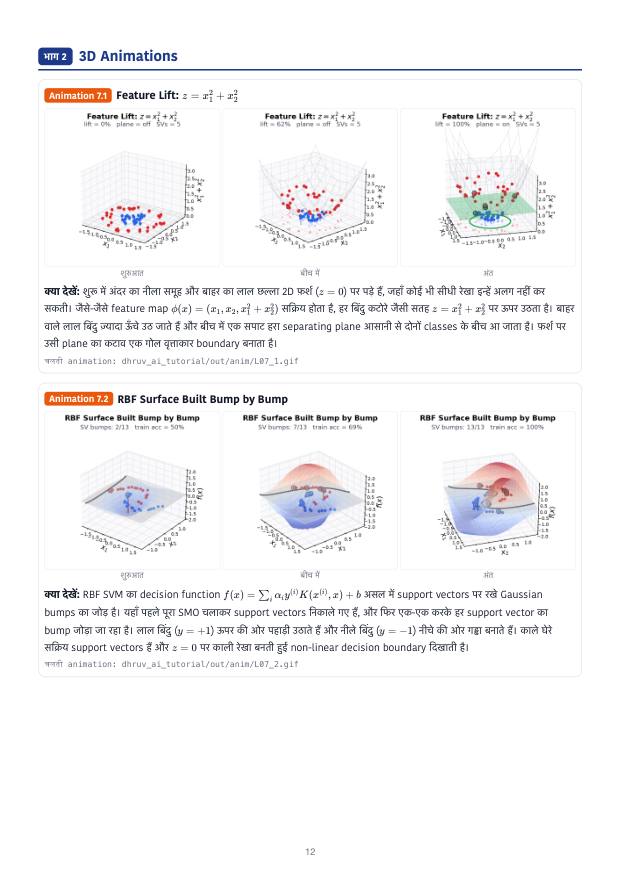 भाग 2 3D Animations
Animation 7.1 Feature Lift: z = x₁² + x₂²
Feature Lift: z = x₁² + x₂²
lift = 0% plane = off SVs = 5
Feature Lift: z = x₁² + x₂²
lift = 62% plane = off SVs = 5
Feature Lift: z = x₁² + x₂²
lift = 100% plane = on SVs = 5
शुरुआत
बीच में
अंत
क्या देखें: शुरू में अंदर का नीला समूह और बाहर का लाल छल्ला 2D फ़र्श (z = 0) पर पड़े हैं, जहाँ कोई भी सीधी रेखा इन्हें अलग नहीं कर
सकती। जैसे-जैसे feature map ϕ(x) = (x₁, x₂, x₁² + x₂²) सक्रिय होता है, हर बिंदु कटोरे जैसी सतह z = x₁² + x₂² पर ऊपर उठता है। बाहर
वाले लाल बिंदु ज्यादा ऊँचे उठ जाते हैं और बीच में एक सपाट हरा separating plane आसानी से दोनों classes के बीच आ जाता है। फर्श पर
उसी plane का कटाव एक गोल वृत्ताकार boundary बनाता है।
चलती animation: dhruv_ai_tutorial/out/anim/L07_1.gif
Animation 7.2 RBF Surface Built Bump by Bump
RBF Surface Built Bump by Bump
SV bumps: 2/13 train acc = 50%
RBF Surface Built Bump by Bump
SV bumps: 7/13 train acc = 69%
RBF Surface Built Bump by Bump
SV bumps: 13/13 train acc = 100%
शुरुआत
बीच में
अंत
क्या देखें: RBF SVM का decision function f(x) = ∑ᵢ αᵢy⁽ⁱ⁾K(x⁽ⁱ⁾, x) + b असल में support vectors पर रखे Gaussian
bumps का जोड़ है। यहाँ पहले पूरा SMO चलाकर support vectors निकाले गए हैं, और फिर एक-एक करके हर support vector का
bump जोड़ा जा रहा है। लाल बिंदु (y = +1) ऊपर की ओर पहाड़ी उठाते हैं और नीले बिंदु (y = −1) नीचे की ओर गड्ढा बनाते हैं। काले घेरे
सक्रिय support vectors हैं और z = 0 पर काली रेखा बनती हुई non-linear decision boundary दिखाती है।
चलती animation: dhruv_ai_tutorial/out/anim/L07_2.gif
12